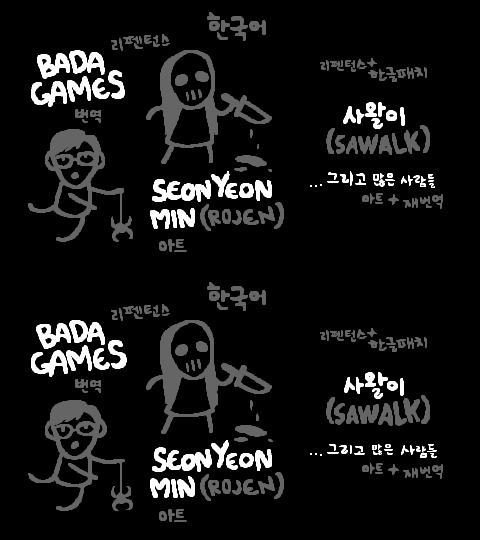 한국어
리펜턴스
BADA
GAMES
번역
SEONYEON
MIN (ROJEN)
아트
리펜턴스+
한글패치
사왈이
(SAWALK)
...그리고 많은 사람들
아트 + 재번역
한국어
리펜턴스
BADA
GAMES
번역
SEONYEON
MIN (ROJEN)
아트
리펜턴스+
한글패치
사왈이
(SAWALK)
...그리고 많은 사람들
아트 + 재번역